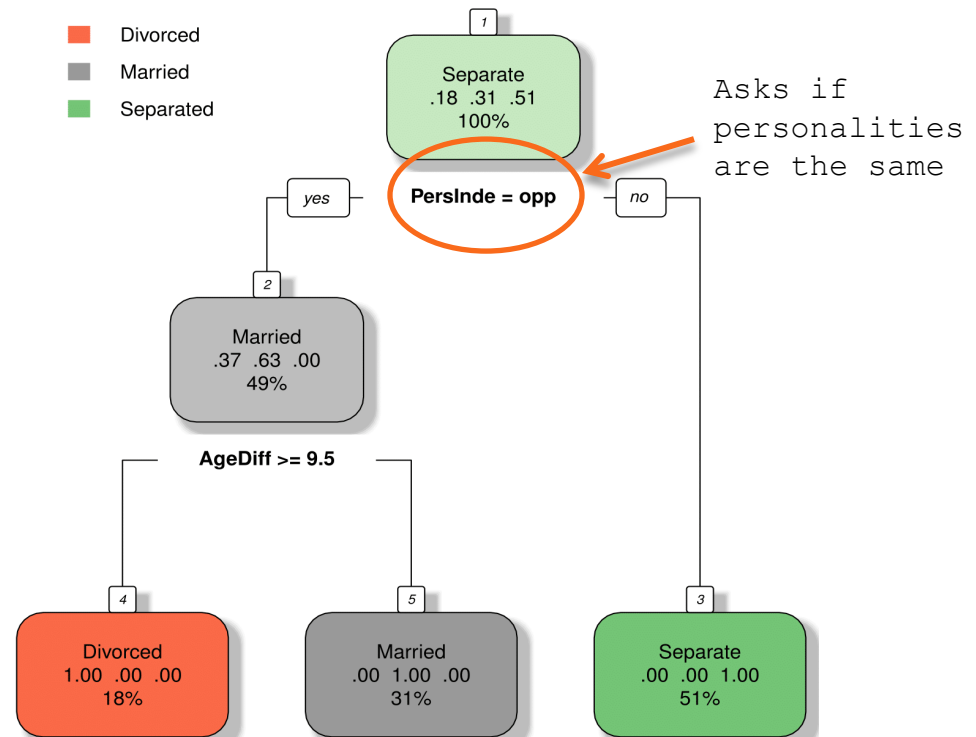 Divorced
Married
Separated
1
Separate
.18 .31 .51
100%
Asks if
personalities
are the same
yes
PersInde = opp
no
2
Married
.37 .63 .00
49%
AgeDiff >= 9.5
4
Divorced
1.00 .00 .00
18%
5
Married
.00 1.00 .00
31%
3
Separate
.00 .00 1.00
51%